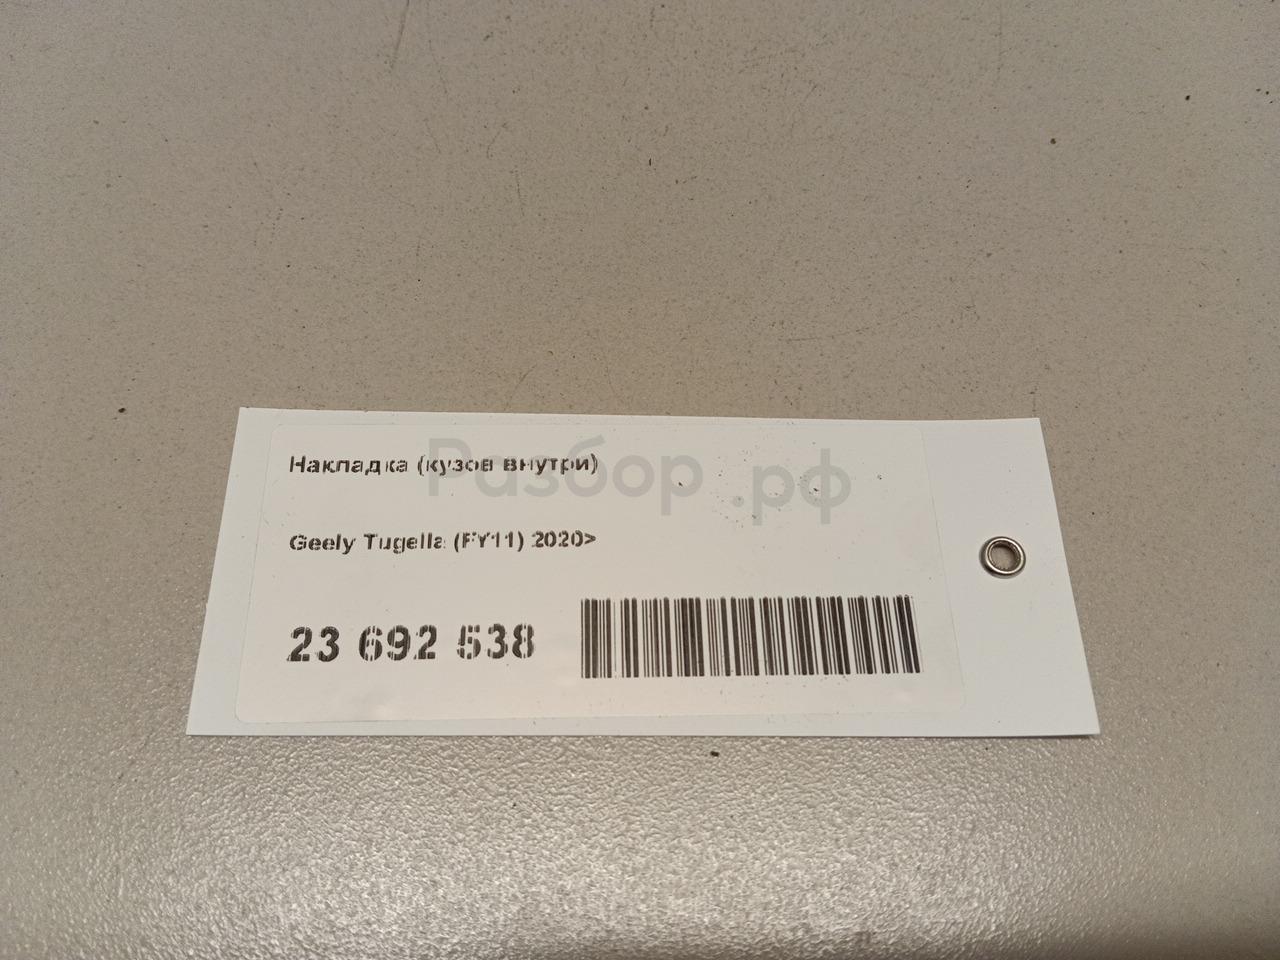 Накладка (кузов внутри)
Разбор.рф
Geely Tugella (FY11) 2020>
23 692 538